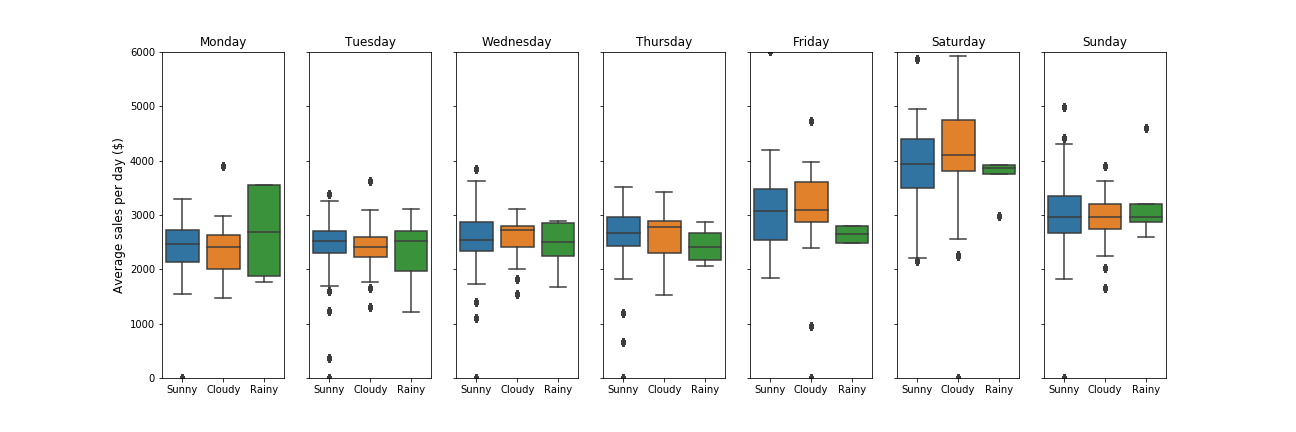 Monday Tuesday Wednesday Thursday Friday Saturday Sunday
Average sales per day ($)
6000
5000
4000
3000
2000
1000
0
Sunny Cloudy Rainy Sunny Cloudy Rainy Sunny Cloudy Rainy Sunny Cloudy Rainy Sunny Cloudy Rainy Sunny Cloudy Rainy Sunny Cloudy Rainy